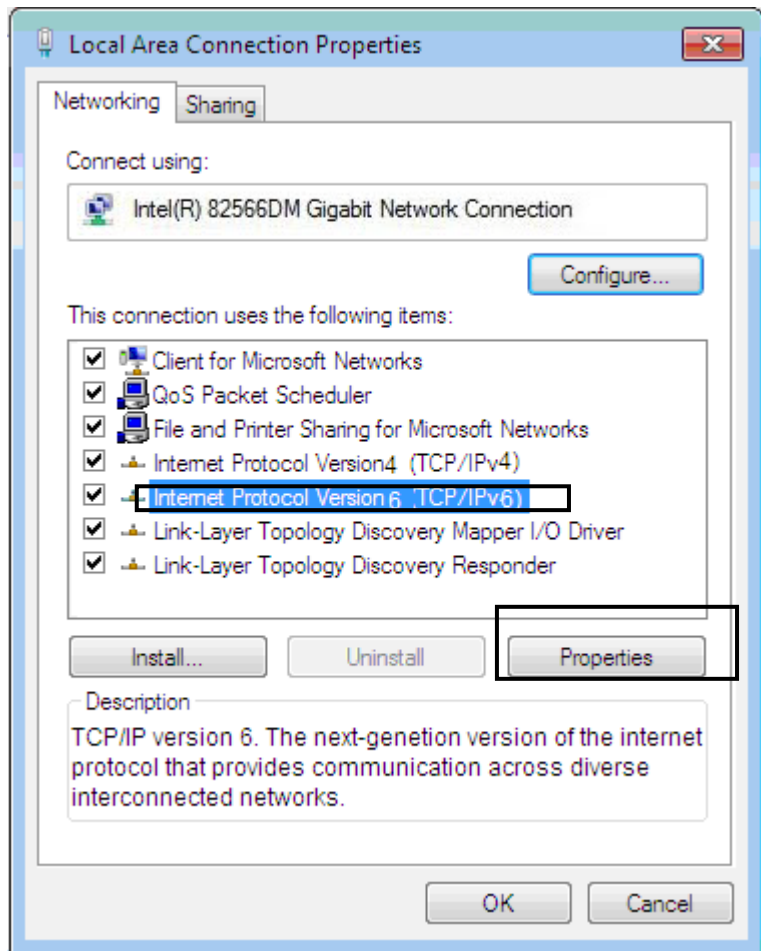 Local Area Connection Properties
Networking
Sharing
Connect using:
Intel(R) 82566DM Gigabit Network Connection
Configure...
This connection uses the following items:
Client for Microsoft Networks
QoS Packet Scheduler
File and Printer Sharing for Microsoft Networks
Internet Protocol Version4 (TCP/IPv4)
Internet Protocol Version 6 (TCP/IPv6)
Link-Layer Topology Discovery Mapper I/O Driver
Link-Layer Topology Discovery Responder
Install...
Uninstall
Properties
Description
TCP/IP version 6. The next-genetion version of the internet
protocol that provides communication across diverse
interconnected networks.
OK
Cancel